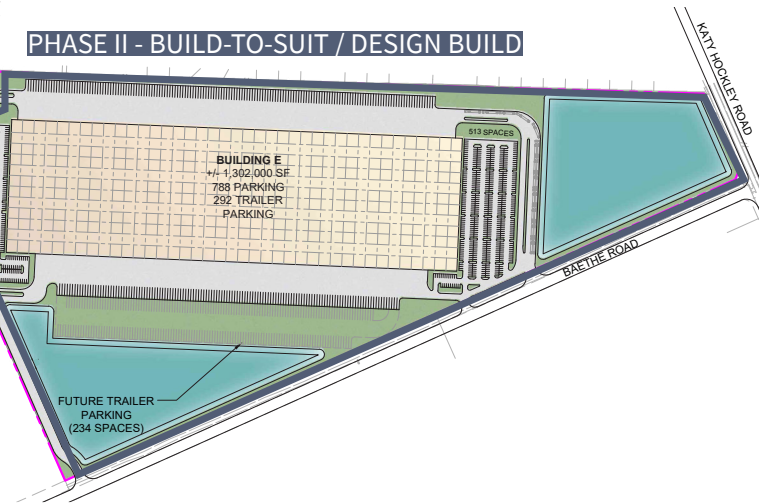 PHASE II - BUILD-TO-SUIT / DESIGN BUILD
KATY HOCKLEY ROAD
513 SPACES
BUILDING E
+/- 1,302,000 SF
788 PARKING
292 TRAILER
PARKING
BAETHE ROAD
FUTURE TRAILER
PARKING
(234 SPACES)